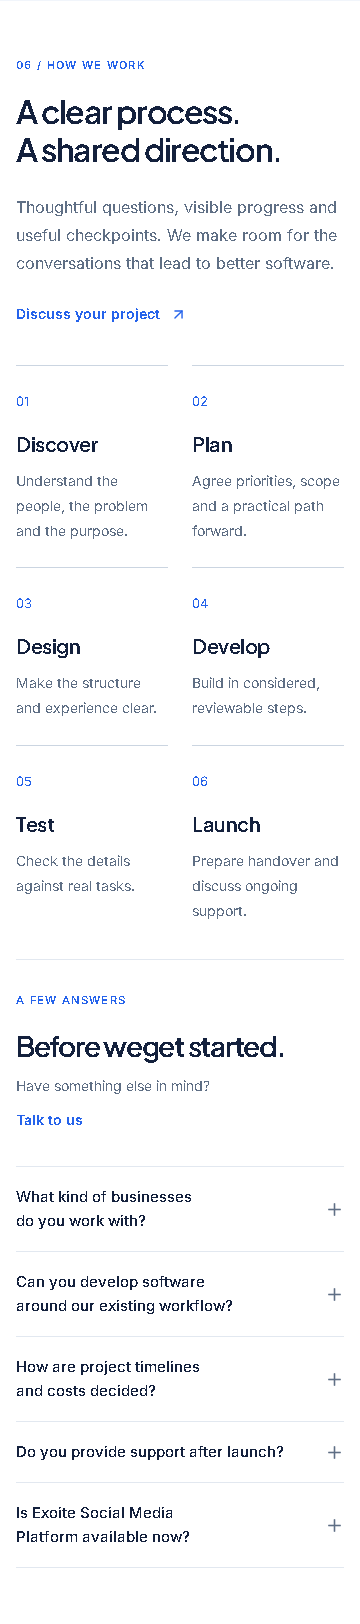 06 / HOW WE WORK
A clear process.
A shared direction.
Thoughtful questions, visible progress and
useful checkpoints. We make room for the
conversations that lead to better software.
Discuss your project
01
Discover
Understand the
people, the problem
and the purpose.
02
Plan
Agree priorities, scope
and a practical path
forward.
03
Design
Make the structure
and experience clear.
04
Develop
Build in considered,
reviewable steps.
05
Test
Check the details
against real tasks.
06
Launch
Prepare handover and
discuss ongoing
support.
A FEW ANSWERS
Before we get started.
Have something else in mind?
Talk to us
What kind of businesses
do you work with?
Can you develop software
around our existing workflow?
How are project timelines
and costs decided?
Do you provide support after launch?
Is Exoite Social Media
Platform available now?